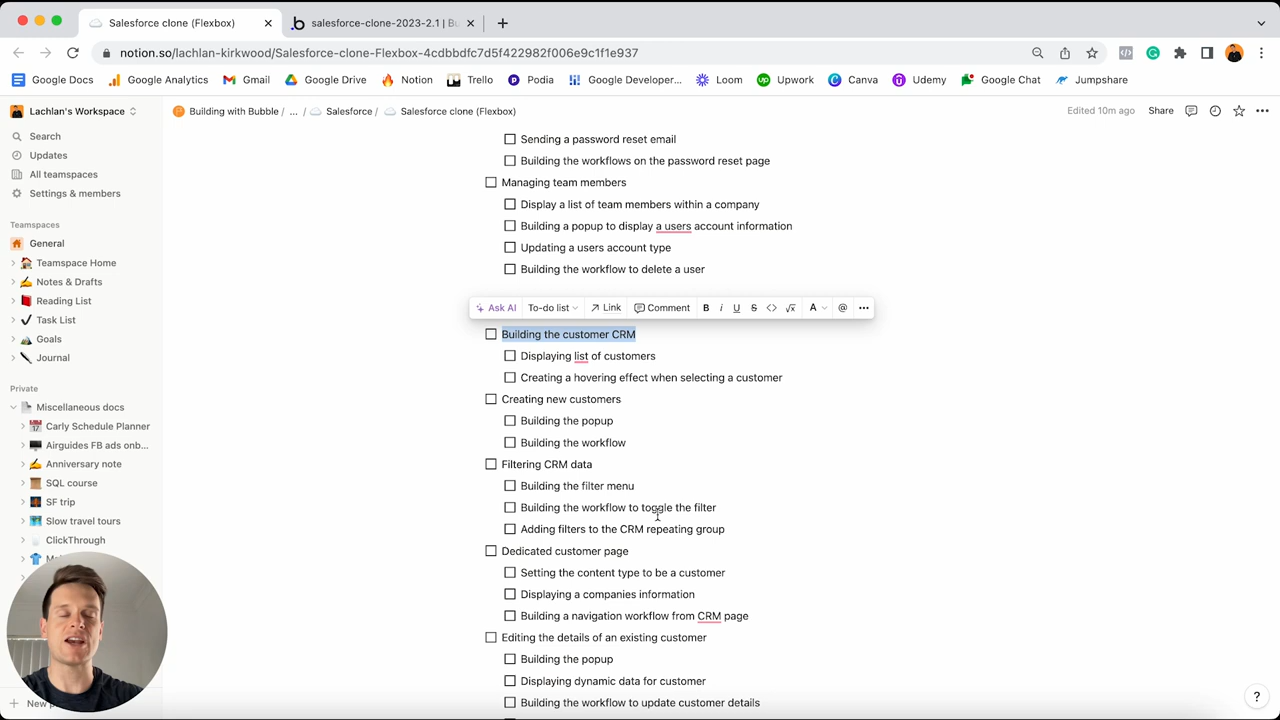 Salesforce clone (Flexbox)
salesforce-clone-2023-2.1 | Bu
notion.so/lachlan-kirkwood/Salesforce-clone-Flexbox-4cdbbdfc7d5f422982f006e9c1f1e937
Google Docs Google Analytics Gmail Google Drive Notion Trello Podia Google Developer... Loom Upwork Canva Udemy Google Chat Jumpshare
Lachlan's Workspace
Building with Bubble / ... / Salesforce / Salesforce clone (Flexbox)
Edited 10m ago Share
Search
Updates
All teamspaces
Settings & members
Teamspaces
General
Teamspace Home
Notes & Drafts
Reading List
Task List
Goals
Journal
Private
Miscellaneous docs
Carly Schedule Planner
Airguides FB ads onb...
Anniversary note
SQL course
SF trip
Slow travel tours
ClickThrough
Sending a password reset email
Building the workflows on the password reset page
Managing team members
Display a list of team members within a company
Building a popup to display a users account information
Updating a users account type
Building the workflow to delete a user
Ask AI To-do list Link Comment B i U S <> √x A @ •••
Building the customer CRM
Displaying list of customers
Creating a hovering effect when selecting a customer
Creating new customers
Building the popup
Building the workflow
Filtering CRM data
Building the filter menu
Building the workflow to toggle the filter
Adding filters to the CRM repeating group
Dedicated customer page
Setting the content type to be a customer
Displaying a companies information
Building a navigation workflow from CRM page
Editing the details of an existing customer
Building the popup
Displaying dynamic data for customer
Building the workflow to update customer details
New
?